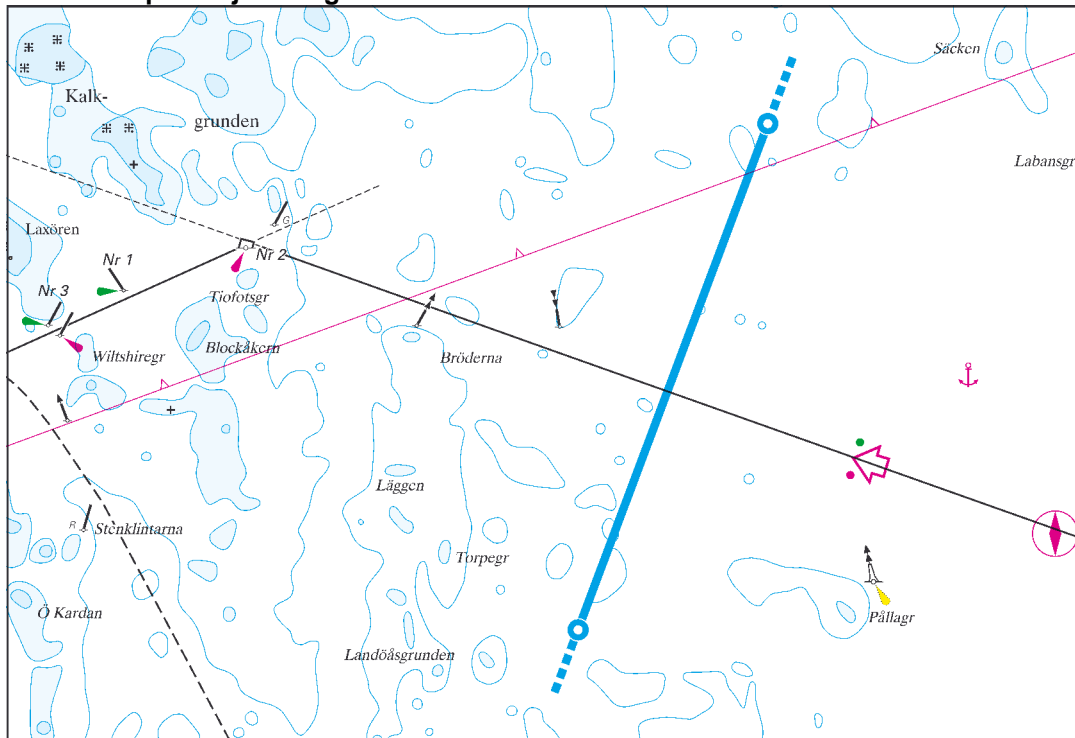 Säcken
Kalk-
grunden
Labansgr
G
Laxören
Nr 1
Nr 2
Nr 3
Tiofotsgr
Wiltshiregr
Blockåkern
Bröderna
Läggen
R
Stenklintarna
Torpegr
Ö Kardan
Pållagr
Landöåsgrunden